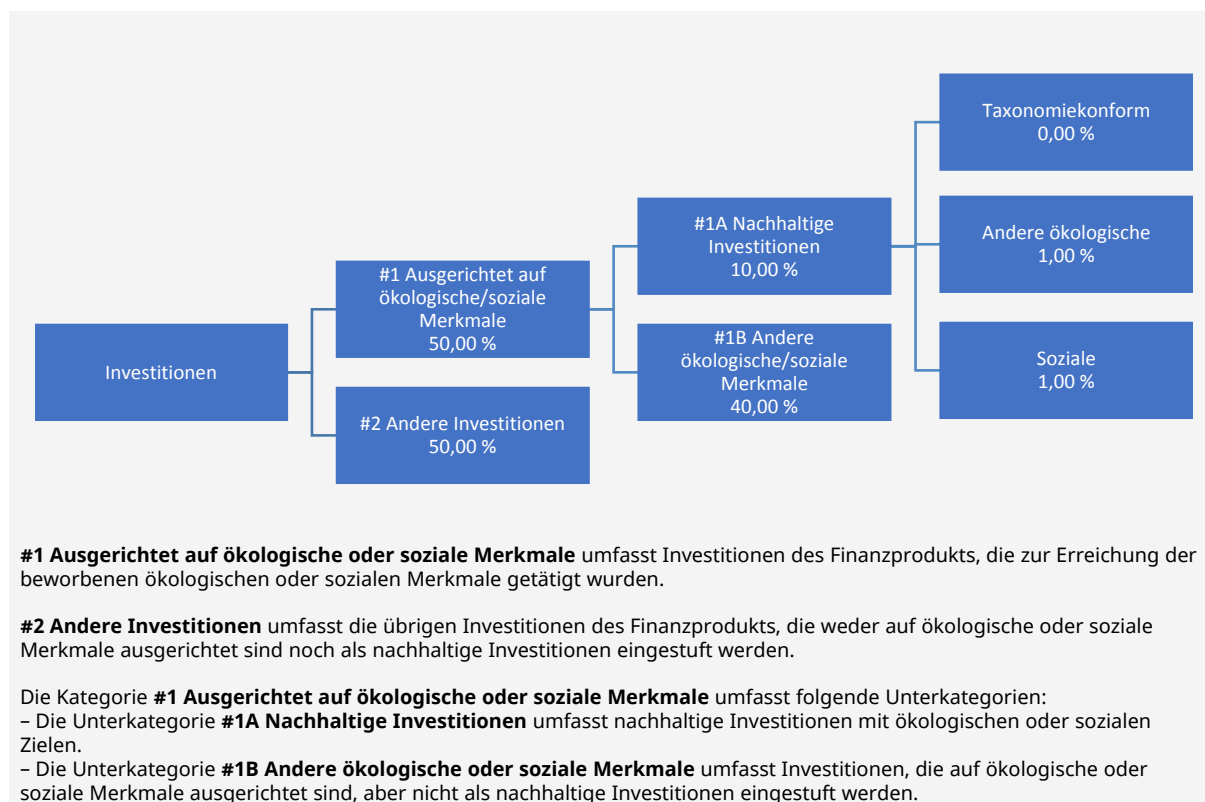 Taxonomiekonform
0,00 %
#1A Nachhaltige
Investitionen
10,00 %
Andere ökologische
1,00 %
#1 Ausgerichtet auf
ökologische/soziale
Merkmale
50,00 %
#1B Andere
ökologische/soziale
Merkmale
40,00 %
Soziale
1,00 %
Investitionen
#2 Andere Investitionen
50,00 %
#1 Ausgerichtet auf ökologische oder soziale Merkmale umfasst Investitionen des Finanzprodukts, die zur Erreichung der
beworbenen ökologischen oder sozialen Merkmale getätigt wurden.
#2 Andere Investitionen umfasst die übrigen Investitionen des Finanzprodukts, die weder auf ökologische oder soziale
Merkmale ausgerichtet sind noch als nachhaltige Investitionen eingestuft werden.
Die Kategorie #1 Ausgerichtet auf ökologische oder soziale Merkmale umfasst folgende Unterkategorien:
– Die Unterkategorie #1A Nachhaltige Investitionen umfasst nachhaltige Investitionen mit ökologischen oder sozialen
Zielen.
– Die Unterkategorie #1B Andere ökologische oder soziale Merkmale umfasst Investitionen, die auf ökologische oder
soziale Merkmale ausgerichtet sind, aber nicht als nachhaltige Investitionen eingestuft werden.